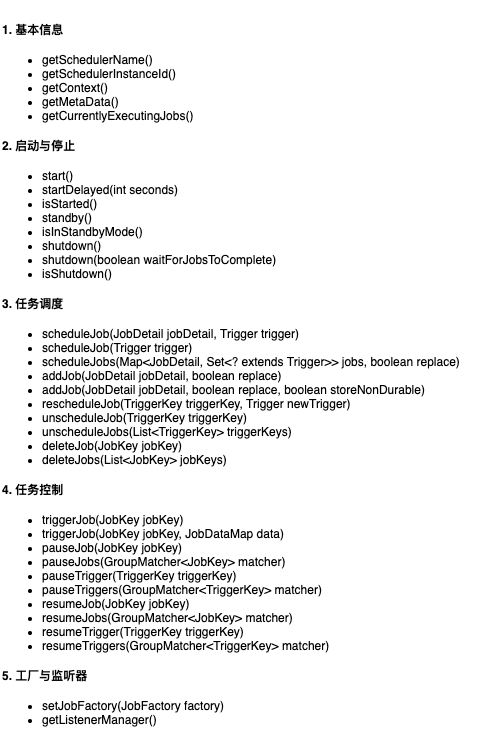 1. 基本信息
• getSchedulerName()
• getSchedulerInstanceId()
• getContext()
• getMetaData()
• getCurrentlyExecutingJobs()
2. 启动与停止
• start()
• startDelayed(int seconds)
• isStarted()
• standby()
• isInStandbyMode()
• shutdown()
• shutdown(boolean waitForJobsToComplete)
• isShutdown()
3. 任务调度
• scheduleJob(JobDetail jobDetail, Trigger trigger)
• scheduleJob(Trigger trigger)
• scheduleJobs(Map<JobDetail, Set<? extends Trigger>> jobs, boolean replace)
• addJob(JobDetail jobDetail, boolean replace)
• addJob(JobDetail jobDetail, boolean replace, boolean storeNonDurable)
• rescheduleJob(TriggerKey triggerKey, Trigger newTrigger)
• unscheduleJob(TriggerKey triggerKey)
• unscheduleJobs(List<TriggerKey> triggerKeys)
• deleteJob(JobKey jobKey)
• deleteJobs(List<JobKey> jobKeys)
4. 任务控制
• triggerJob(JobKey jobKey)
• triggerJob(JobKey jobKey, JobDataMap data)
• pauseJob(JobKey jobKey)
• pauseJobs(GroupMatcher<JobKey> matcher)
• pauseTrigger(TriggerKey triggerKey)
• pauseTriggers(GroupMatcher<TriggerKey> matcher)
• resumeJob(JobKey jobKey)
• resumeJobs(GroupMatcher<JobKey> matcher)
• resumeTrigger(TriggerKey triggerKey)
• resumeTriggers(GroupMatcher<TriggerKey> matcher)
5. 工厂与监听器
• setJobFactory(JobFactory factory)
• getListenerManager()